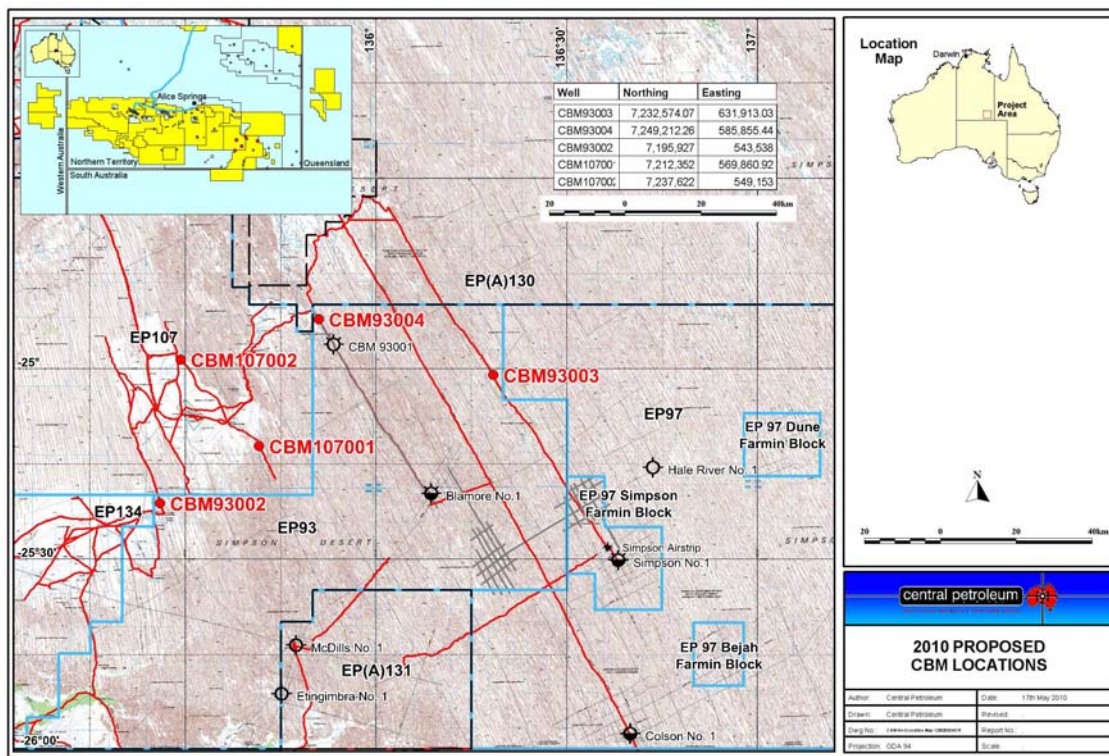 136°
136°30'
137°
Alice Springs
Western Australia
Northern Territory
South Australia
Queensland
Well Northing Easting
CBM93003 7,232,574.07 631,913.03
CBM93004 7,249,212.26 585,855.44
CBM93002 7,195,927 543,538
CBM10700 7,212,352 569,860.92
CBM107002 7,237,622 549,153
20 0 20 40km
EP(A)130
CBM93004
EP107
CBM 93001
-25°
CBM107002
CBM93003
EP97
EP 97 Dune
Farmin Block
CBM107001
Hale River No. 1
Blamore No.1
EP 97 Simpson
Farmin Block
CBM93002
EP134
EP93
SIMPSON DESERT
-25°30'
Simpson Airstrip
Simpson No.1
McDills No. 1
EP(A)131
EP 97 Bejah
Farmin Block
Etingimbra No. 1
-26°00'
Colson No. 1
Location
Map
Darwin
Project
Area
N
20 0 20 40km
central petroleum
2010 PROPOSED
CBM LOCATIONS
Author: Central Petroleum Date: 17th May 2010
Drawn: Central Petroleum Revised:
Dwg No.: Report No.:
Projection: GDA 94 Scale: